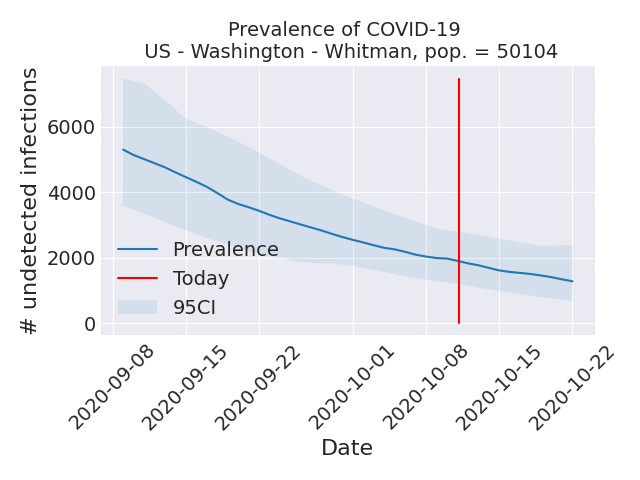 Prevalence of COVID-19
US - Washington - Whitman, pop. = 50104
# undetected infections
6000
4000
2000
0
Prevalence
Today
95CI
2020-09-08
2020-09-15
2020-09-22
2020-10-01
2020-10-08
2020-10-15
2020-10-22
Date